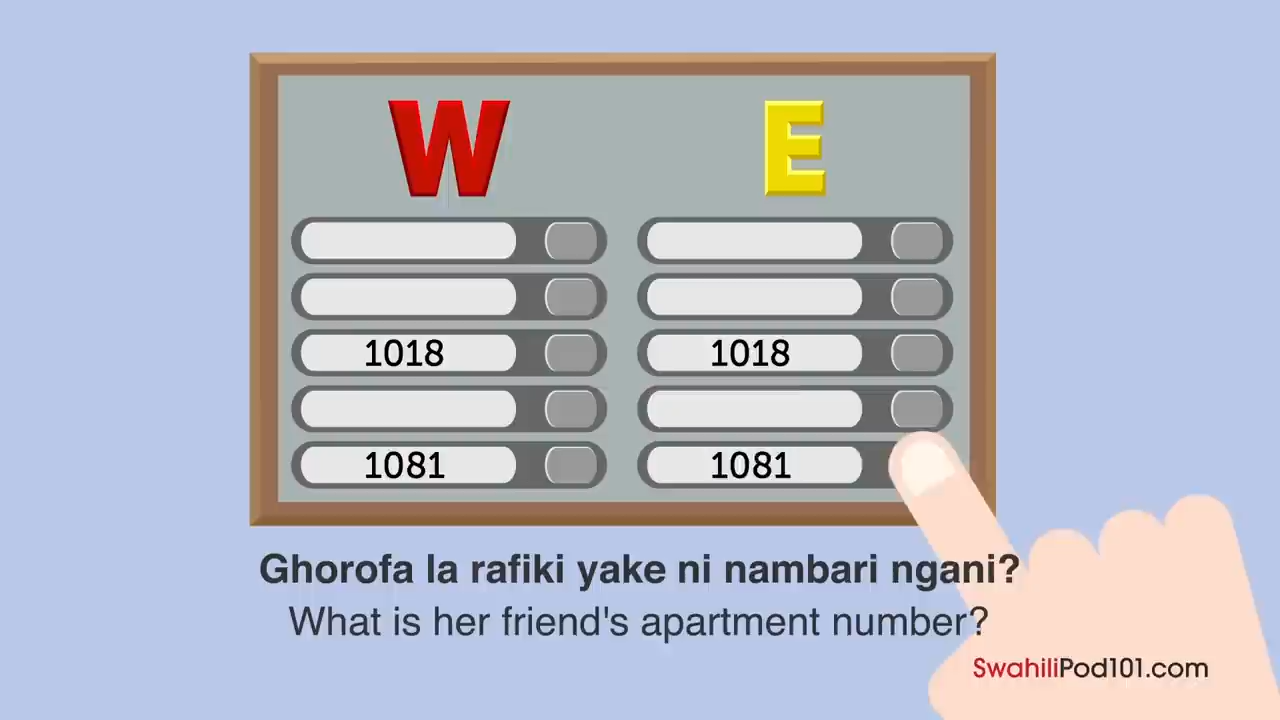 W E
1018 1018
1081 1081
Ghorofa la rafiki yake ni nambari ngani?
What is her friend's apartment number?
SwahiliPod101.com